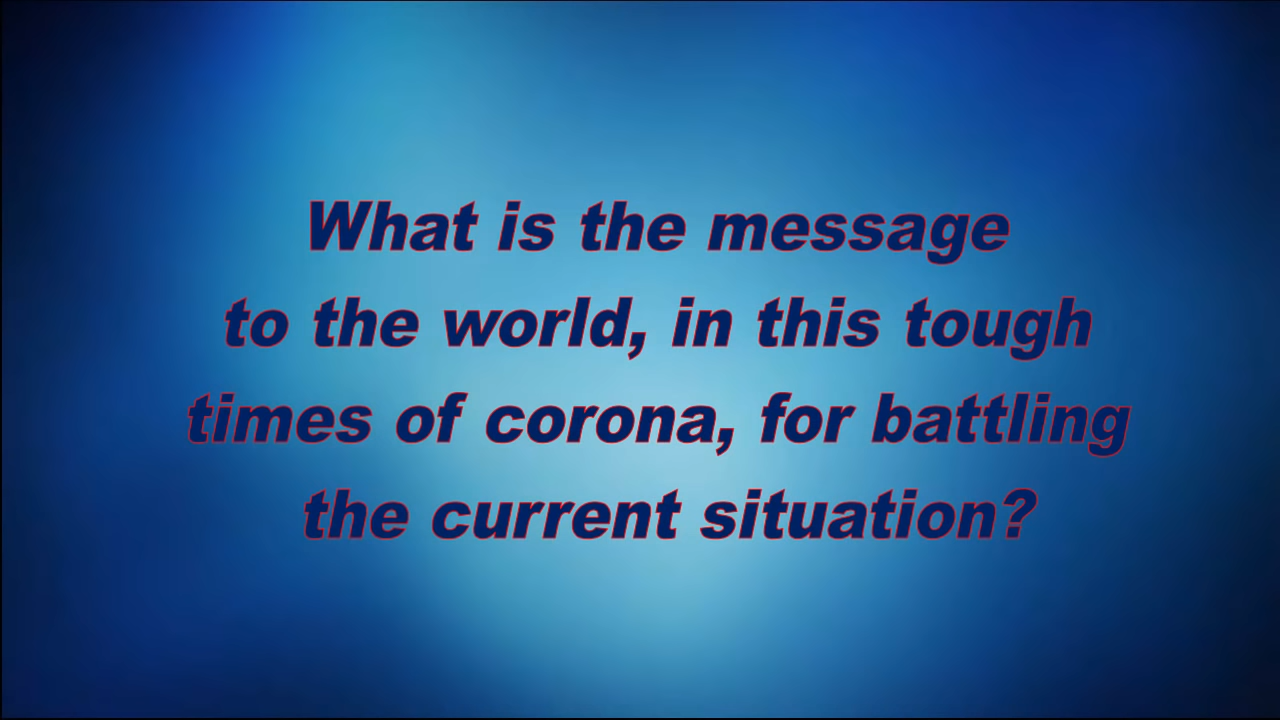 What is the message
to the world, in this tough
times of corona, for battling
the current situation?